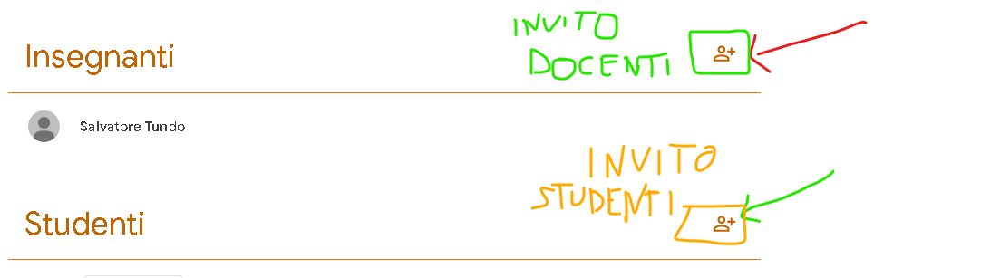 INVITO
Insegnanti
DOCENTI
Salvatore Tundo
INVITO
STUDENTI
Studenti